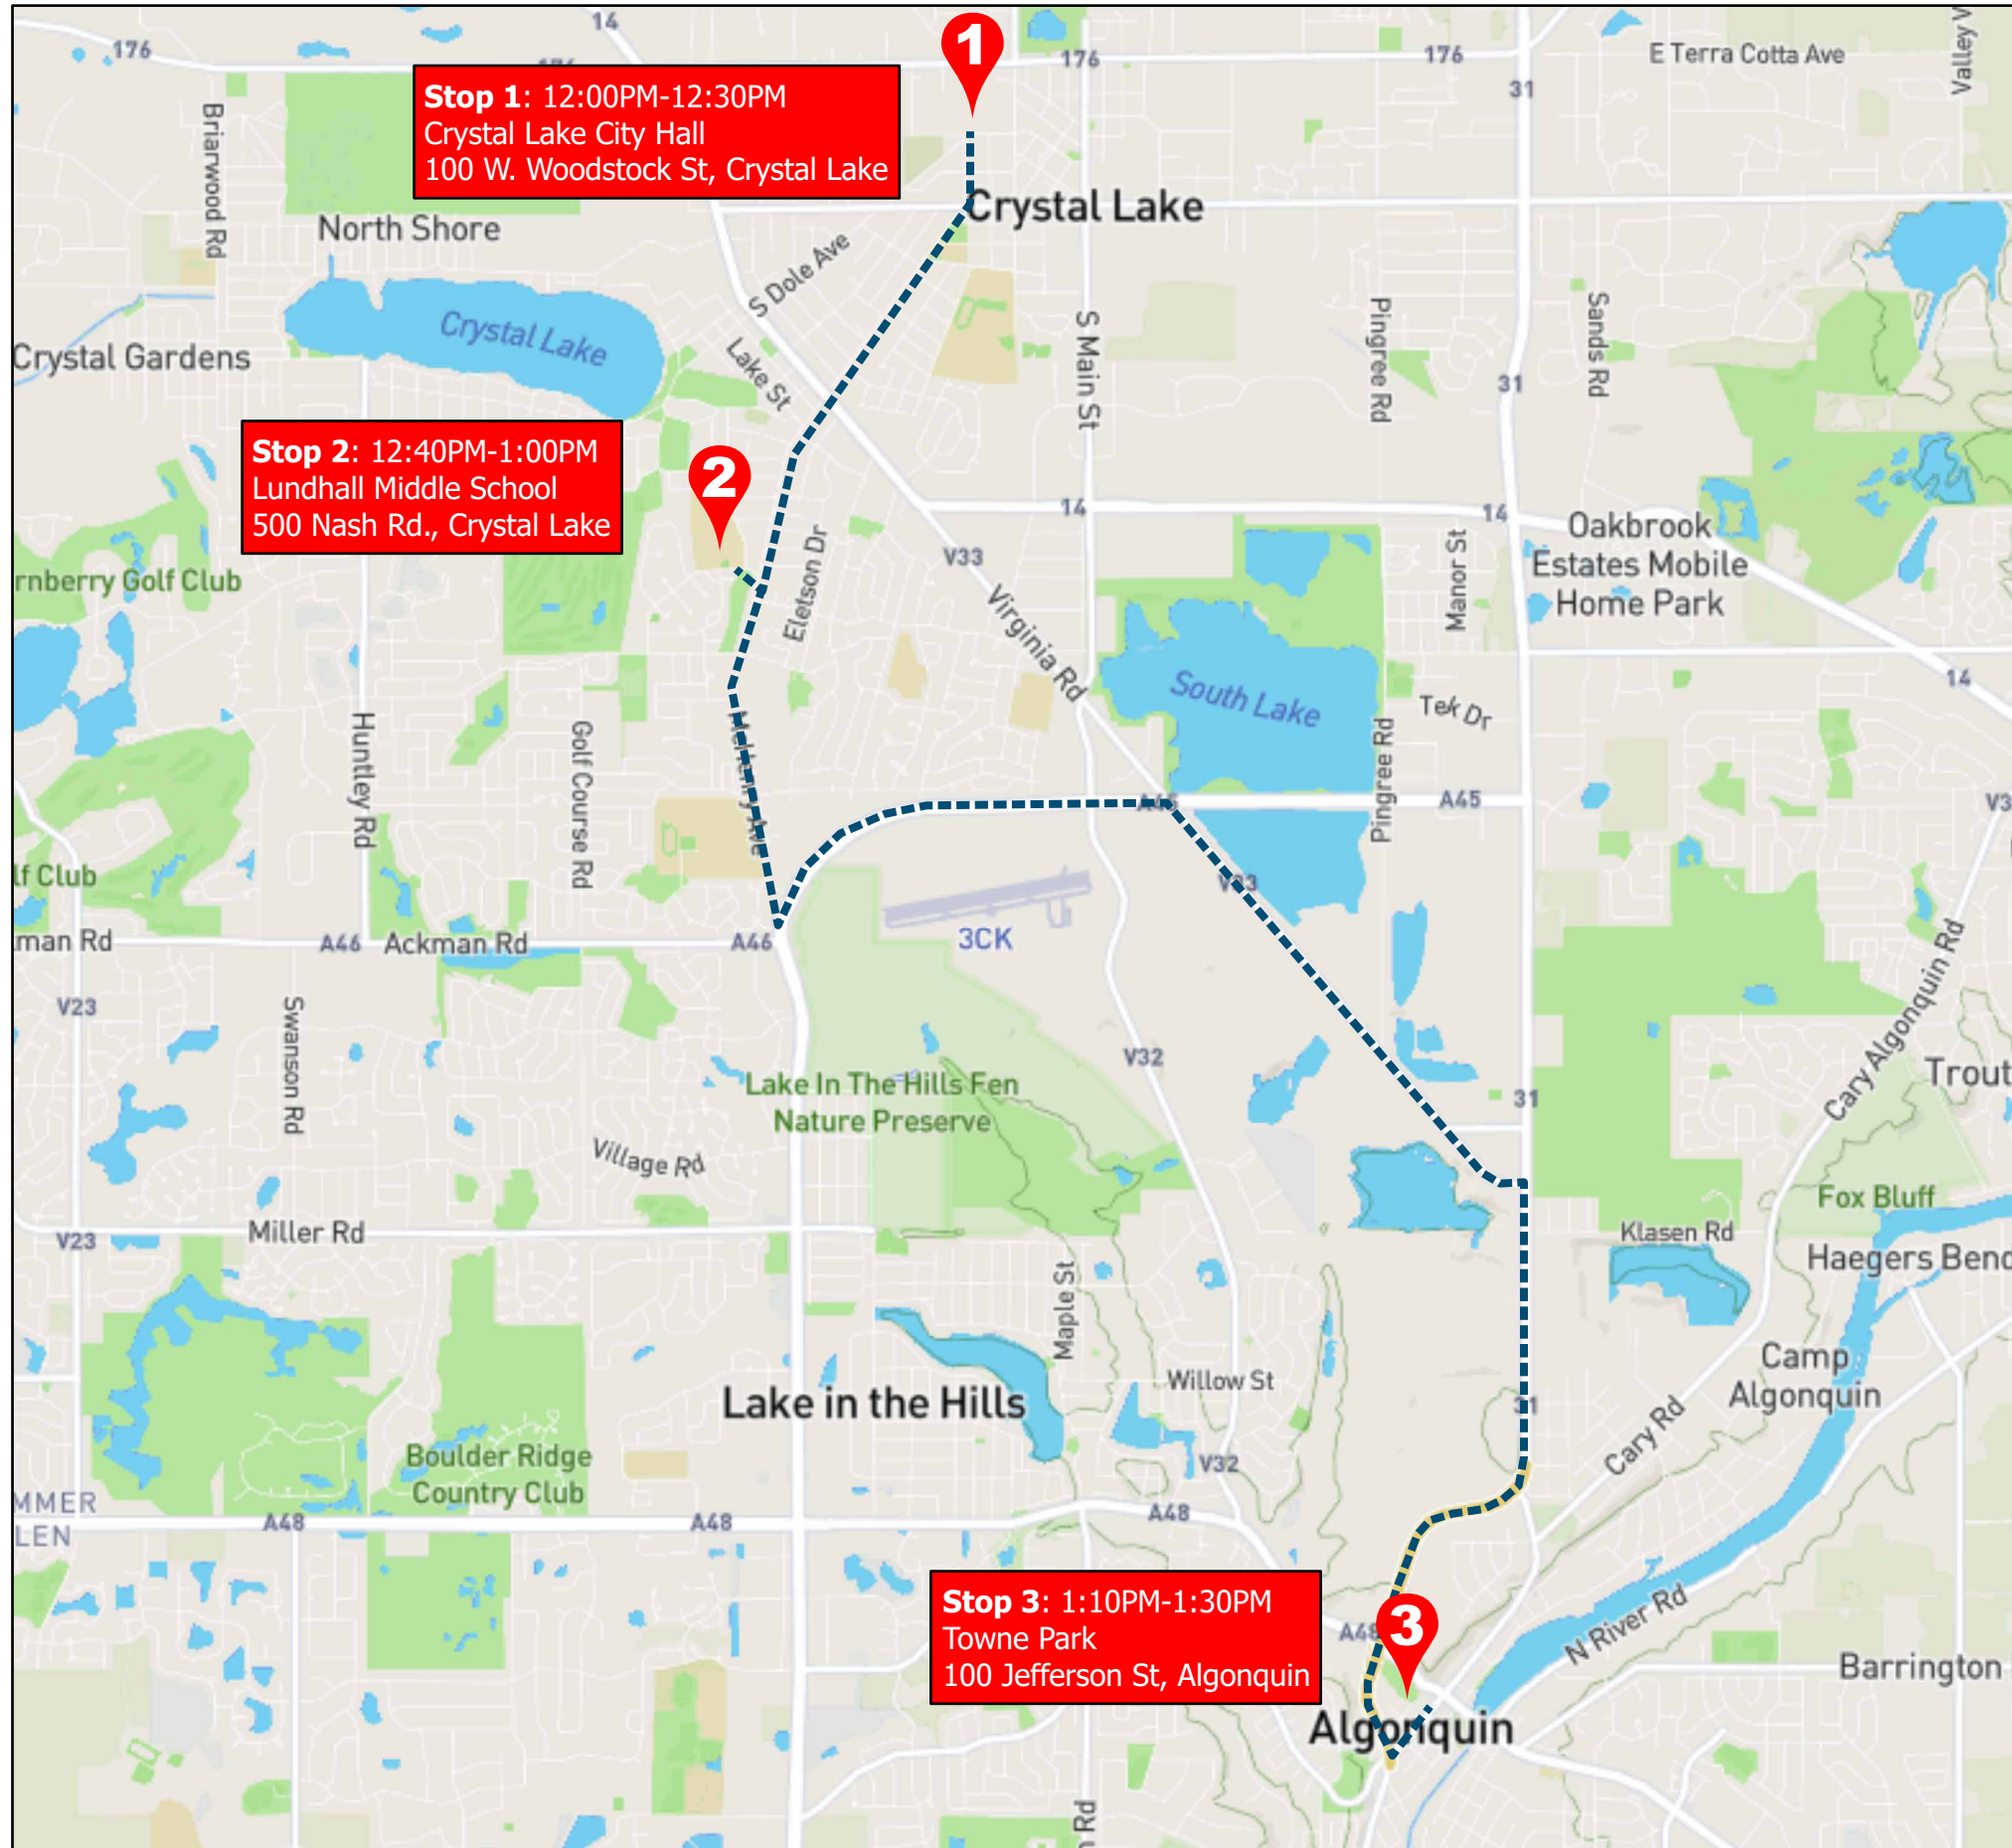 14
176
176
176
E Terra Cotta Ave
31
1
Stop 1: 12:00PM-12:30PM
Crystal Lake City Hall
100 W. Woodstock St, Crystal Lake
Briarwood Rd
North Shore
Crystal Lake
S Dole Ave
Crystal Lake
Crystal Gardens
Lake St
S Main St
Pingree Rd
31
Sands Rd
Stop 2: 12:40PM-1:00PM
Lundhall Middle School
500 Nash Rd., Crystal Lake
2
14
14
Oakbrook
Estates Mobile
Home Park
Manor St
V33
Eletson Dr
rnberry Golf Club
Virginia Rd
South Lake
Tek Dr
14
Huntley Rd
Golf Course Rd
McHenry Ave
Pingree Rd
A45
A45
V3
V33
lf Club
man Rd
A46
Ackman Rd
A46
3CK
V23
Swanson Rd
V32
Cary Algonquin Rd
Trout
31
Lake In The Hills Fen
Nature Preserve
Village Rd
Fox Bluff
V23
Miller Rd
Klasen Rd
Haegers Bend
Maple St
Camp
Algonquin
Willow St
Lake in the Hills
31
Cary Rd
Boulder Ridge
Country Club
V32
MMER
LEN
A48
A48
A48
Stop 3: 1:10PM-1:30PM
Towne Park
100 Jefferson St, Algonquin
A48
3
N River Rd
Barrington
Algonquin
Rd